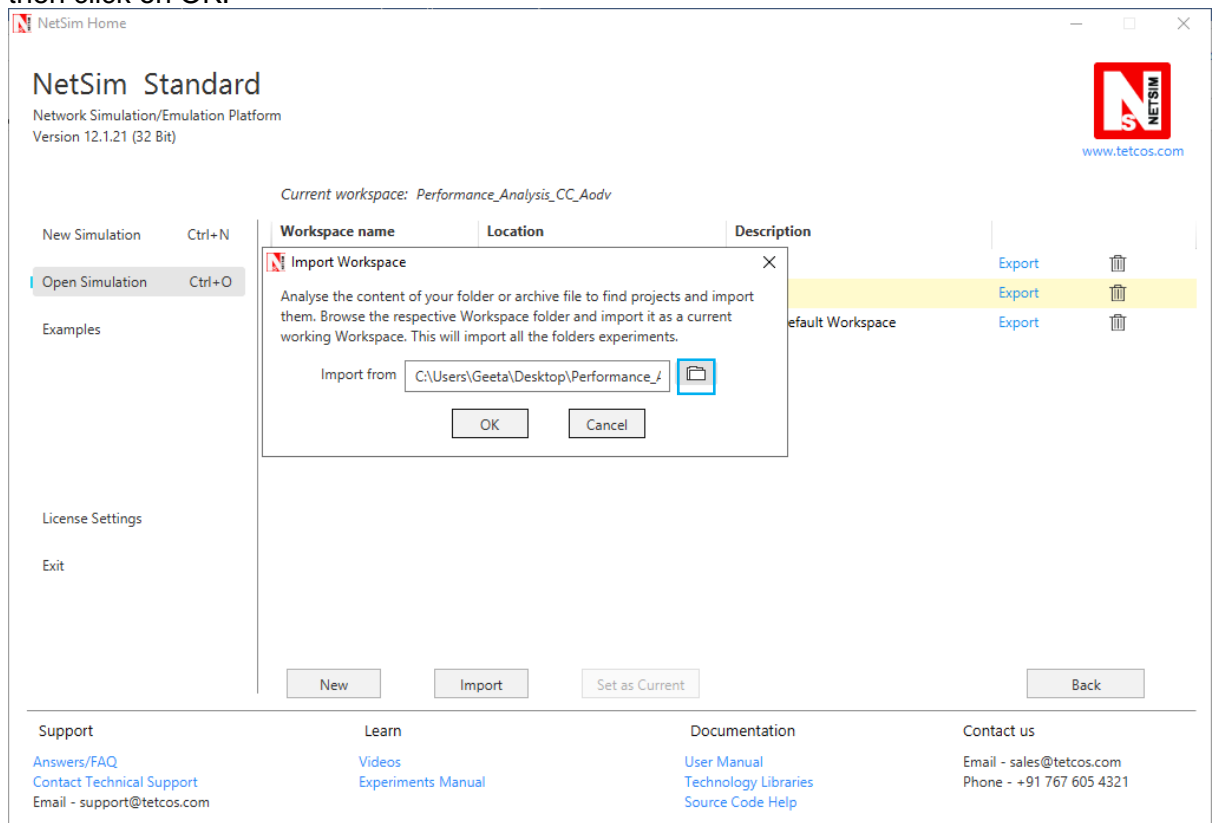 then click on OK.
NetSim Home
NetSim Standard
Network Simulation/Emulation Platform
Version 12.1.21 (32 Bit)
NETSIM
www.tetcos.com
Current workspace: Performance_Analysis_CC_Aodv
New Simulation Ctrl+N
Open Simulation Ctrl+O
Examples
License Settings
Exit
Workspace name Location Description
Export
Export
efault Workspace Export
Import Workspace
Analyse the content of your folder or archive file to find projects and import
them. Browse the respective Workspace folder and import it as a current
working Workspace. This will import all the folders experiments.
Import from C:\Users\Geeta\Desktop\Performance_
OK Cancel
New Import Set as Current Back
Support
Answers/FAQ
Contact Technical Support
Email - support@tetcos.com
Learn
Videos
Experiments Manual
Documentation
User Manual
Technology Libraries
Source Code Help
Contact us
Email - sales@tetcos.com
Phone - +91 767 605 4321